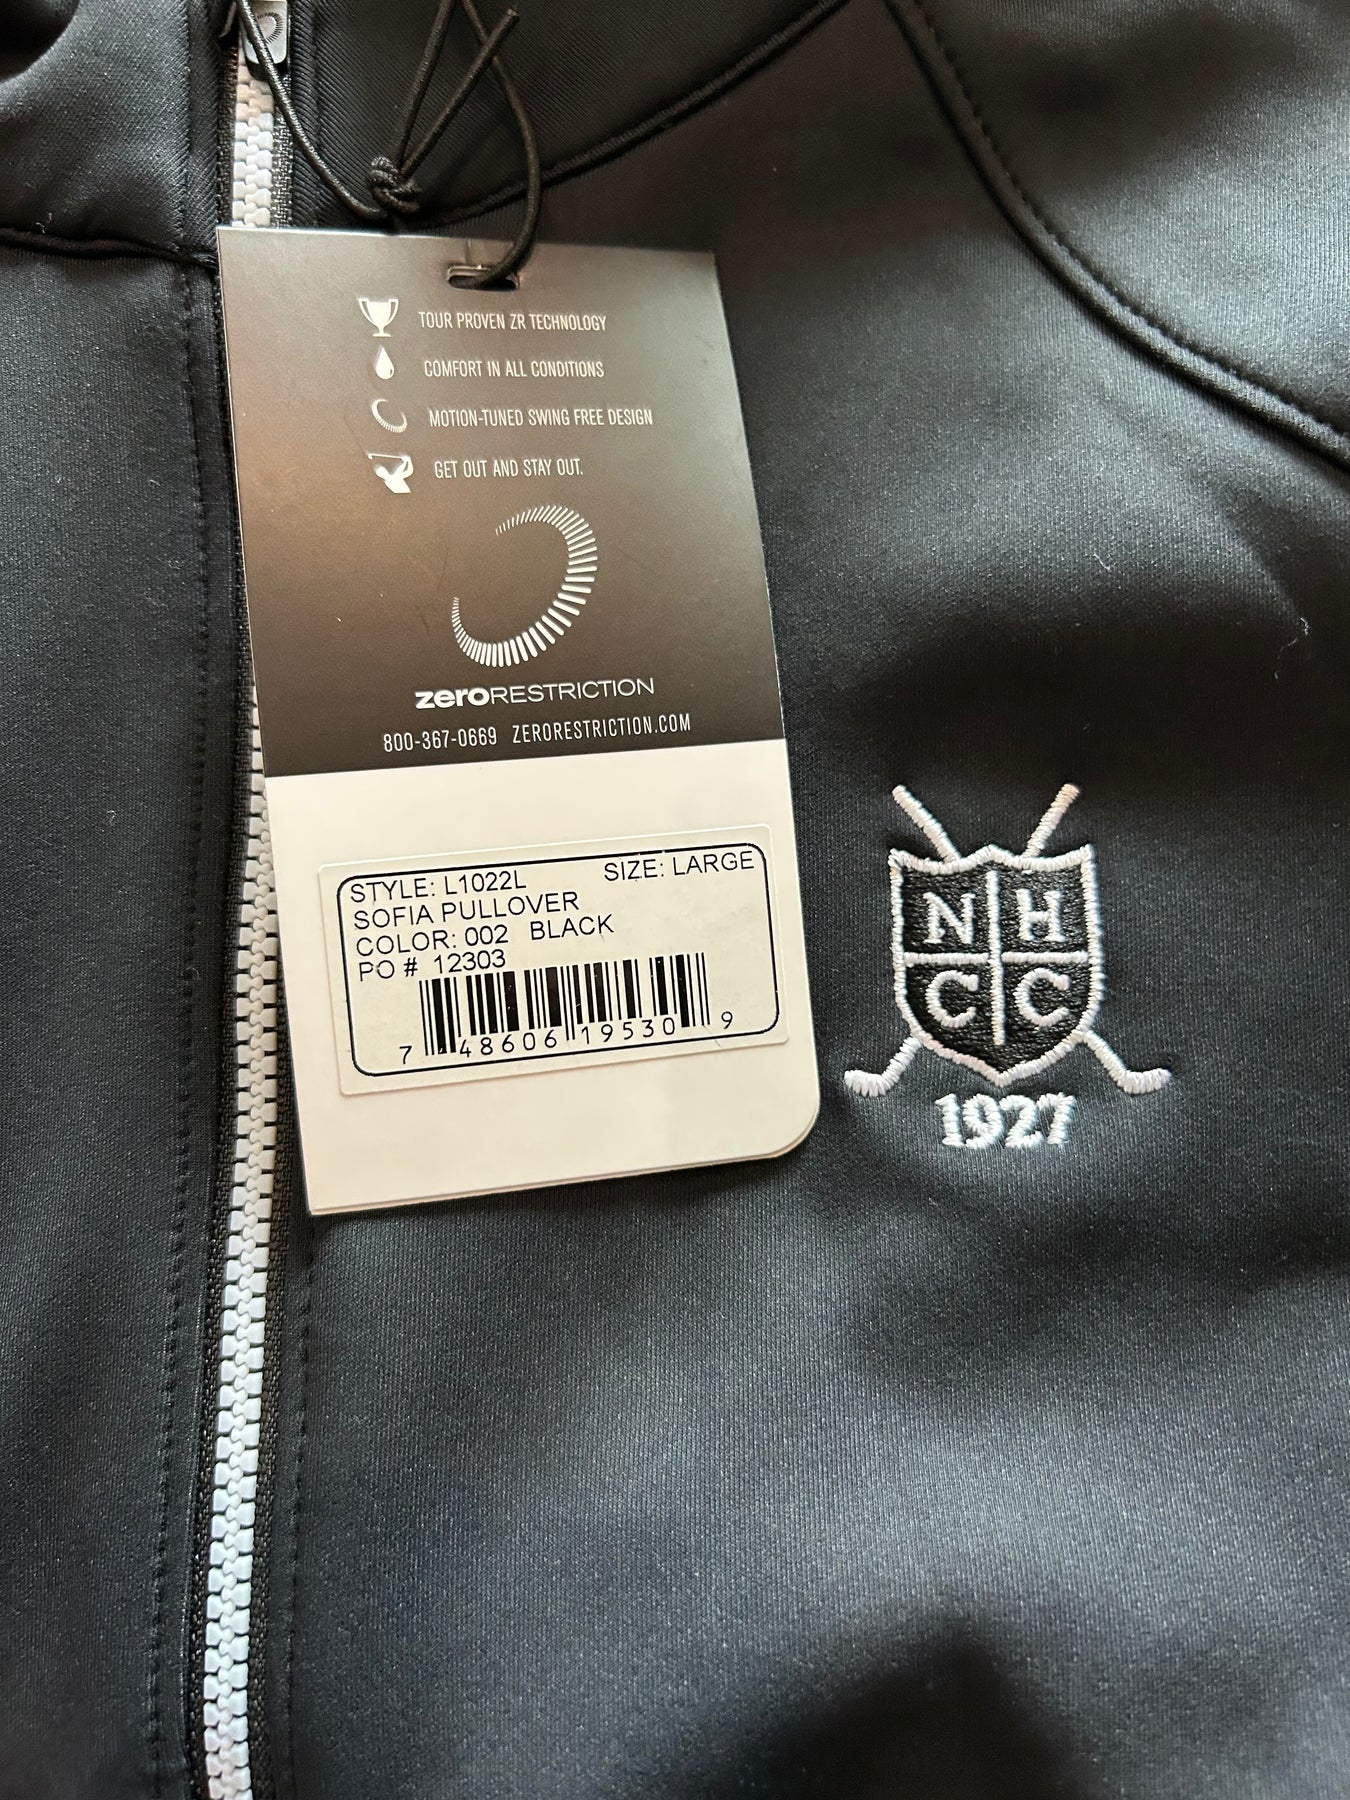 TOUR PROVEN ZR TECHNOLOGY
COMFORT IN ALL CONDITIONS
MOTION-TUNED SWING FREE DESIGN
GET OUT AND STAY OUT.
zeroRESTRICTION
800-367-0669 ZERORESTRICTION.COM
STYLE: L1022L SIZE: LARGE
SOFIA PULLOVER
COLOR: 002 BLACK
PO # 12303
7 48606 19530 9
N H
C C
1927